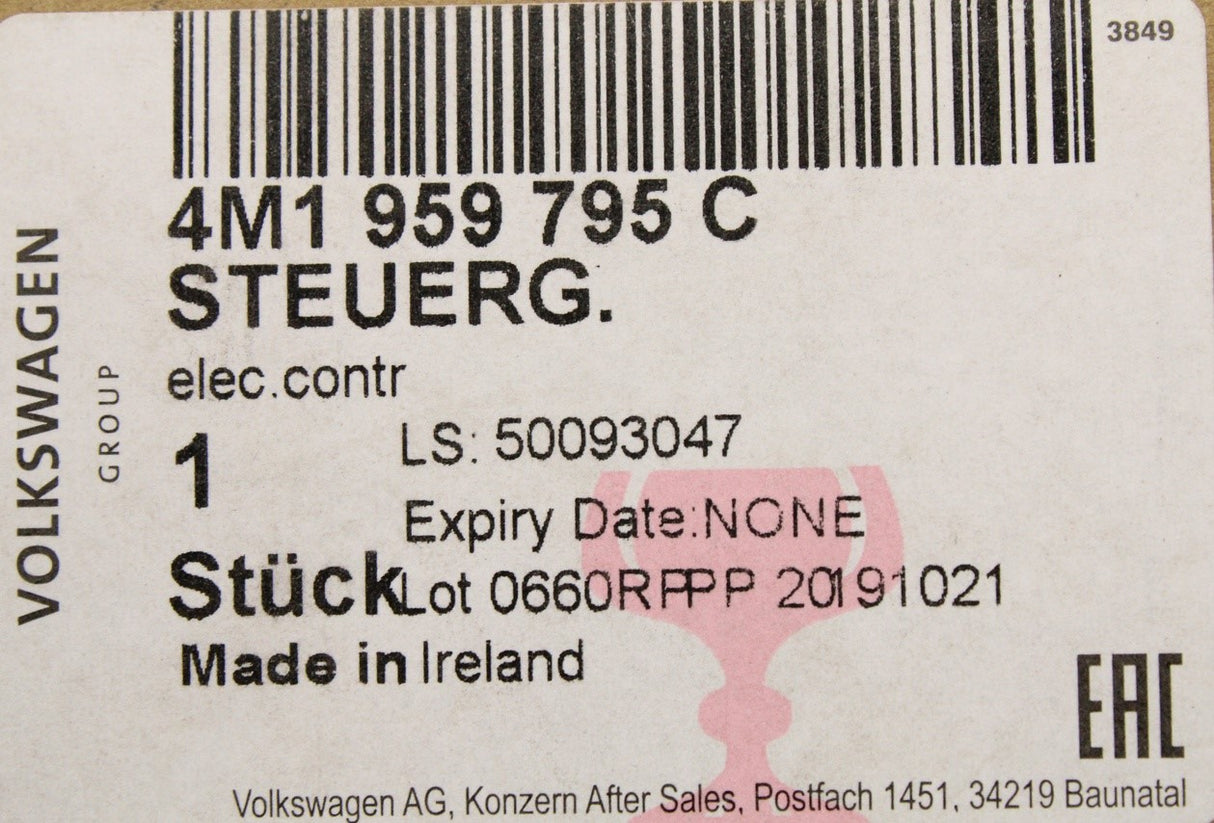 3849
4M1 959 795 C
STEUERG.
elec.contr
1
LS: 50093047
Expiry Date:NONE
Stück Lot 0660RPPP 20191021
Made in Ireland
VOLKSWAGEN
GROUP
EAC
Volkswagen AG, Konzern After Sales, Postfach 1451, 34219 Baunatal